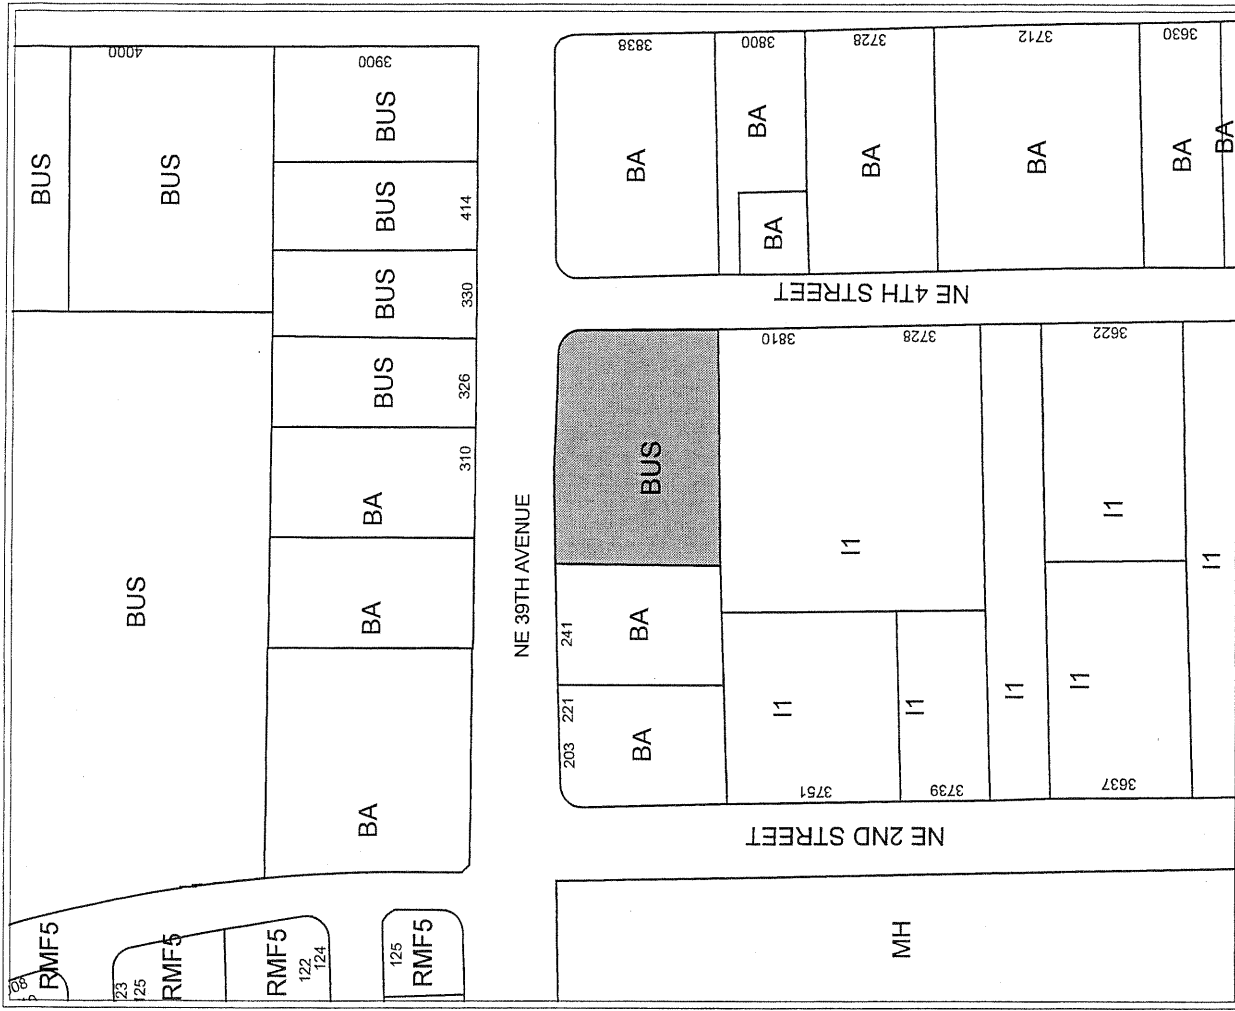 BUS
4000
BUS
3900
BUS
BUS
414
BUS
330
BUS
326
310
BA
BUS
BA
BA
NE 39TH AVENUE
3838
BA
3800
BA
BA
3728
BA
3712
BA
3630
BA
BA
NE 4TH STREET
BUS
3810
3728
3622
I1
I1
I1
241
BA
221
203
BA
I1
I1
I1
I1
3751
3739
3637
NE 2ND STREET
MH
RMF5
RMF5
23
125
RMF5
122
124
125
RMF5